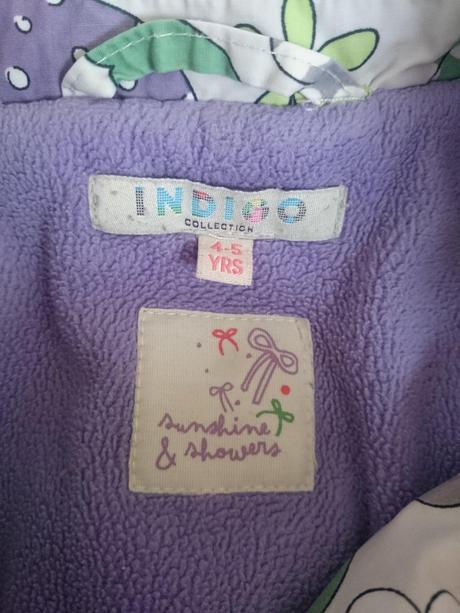 INDIGO
COLLECTION
4-5
YRS
sunshine
& showers